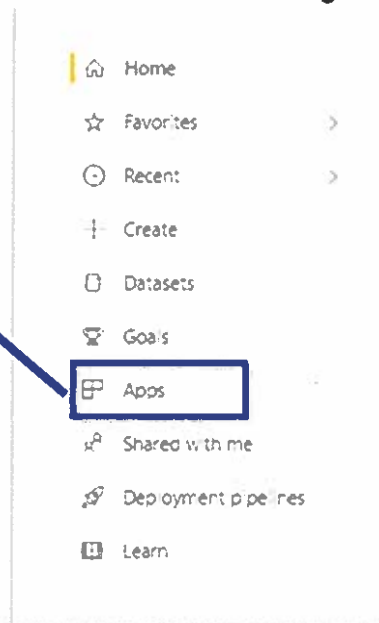 Home
Favorites
Recent
Create
Datasets
Goals
Apps
Shared with me
Deployment pipelines
Learn